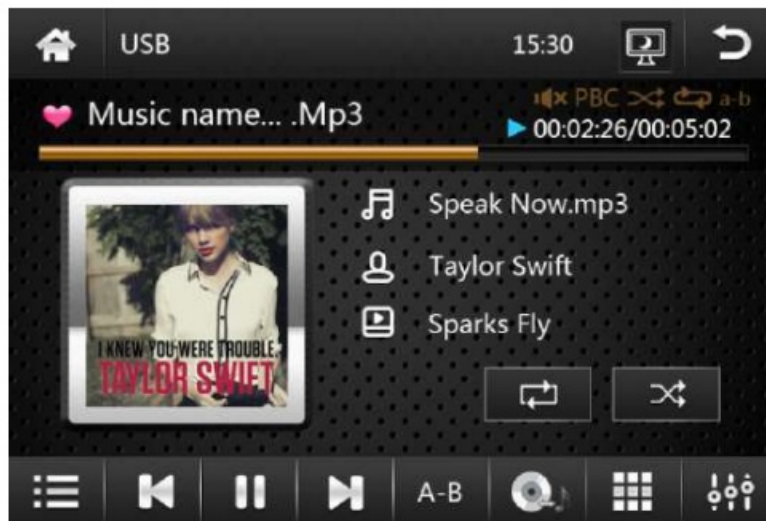 USB 15:30
PBC a-b
Music name... .Mp3
00:02:26/00:05:02
Speak Now.mp3
Taylor Swift
Sparks Fly
I KNEW YOU WERE TROUBLE.
TAYLOR SWIFT
A-B